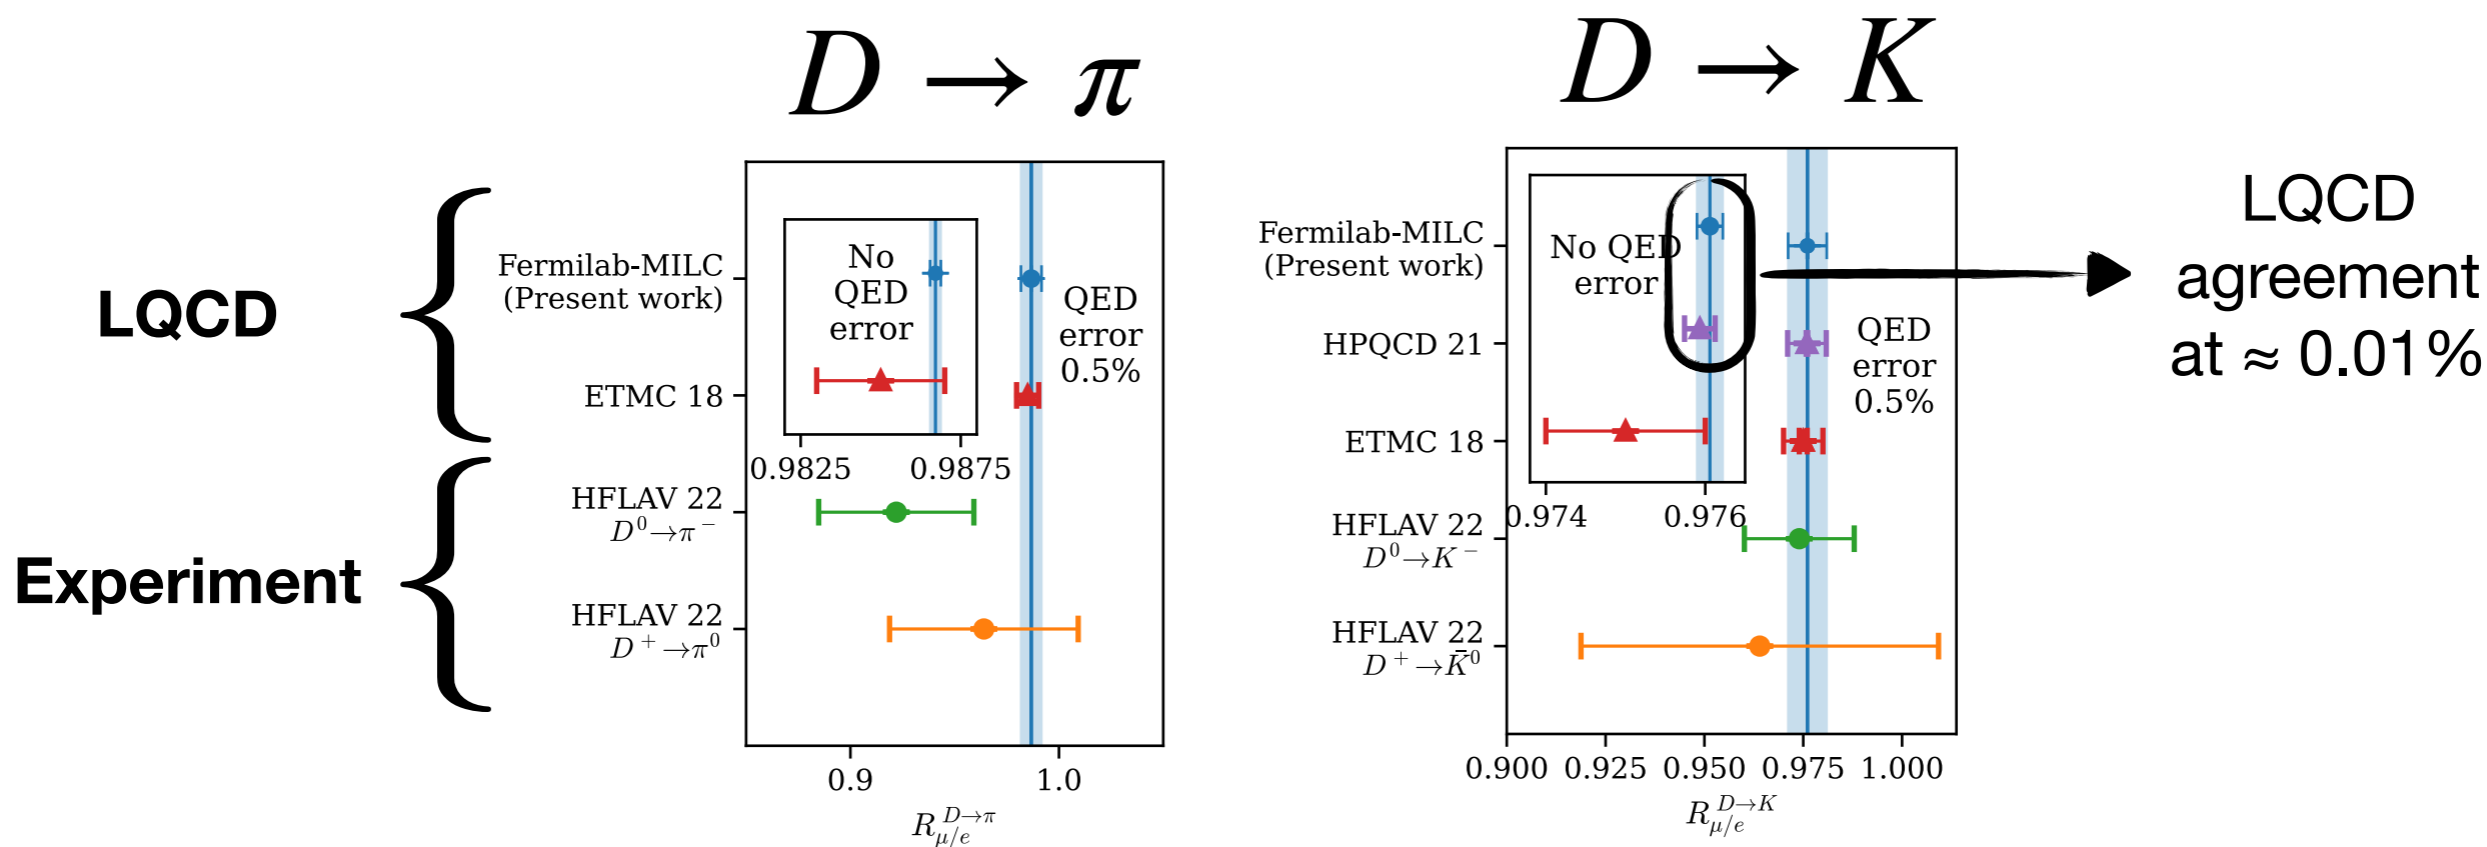 D → π
D → K
LQCD
Experiment
Fermilab-MILC
(Present work)
ETMC 18
HFLAV 22
D⁰→π⁻
HFLAV 22
D⁺→π⁰
No
QED
error
0.9825 0.9875
QED
error
0.5%
0.9 1.0
R_{μ/e}^{D→π}
Fermilab-MILC
(Present work)
HPQCD 21
ETMC 18
HFLAV 22
D⁰→K⁻
HFLAV 22
D⁺→K̄⁰
No QED
error
0.974 0.976
QED
error
0.5%
0.900 0.925 0.950 0.975 1.000
R_{μ/e}^{D→K}
LQCD
agreement
at ≈ 0.01%